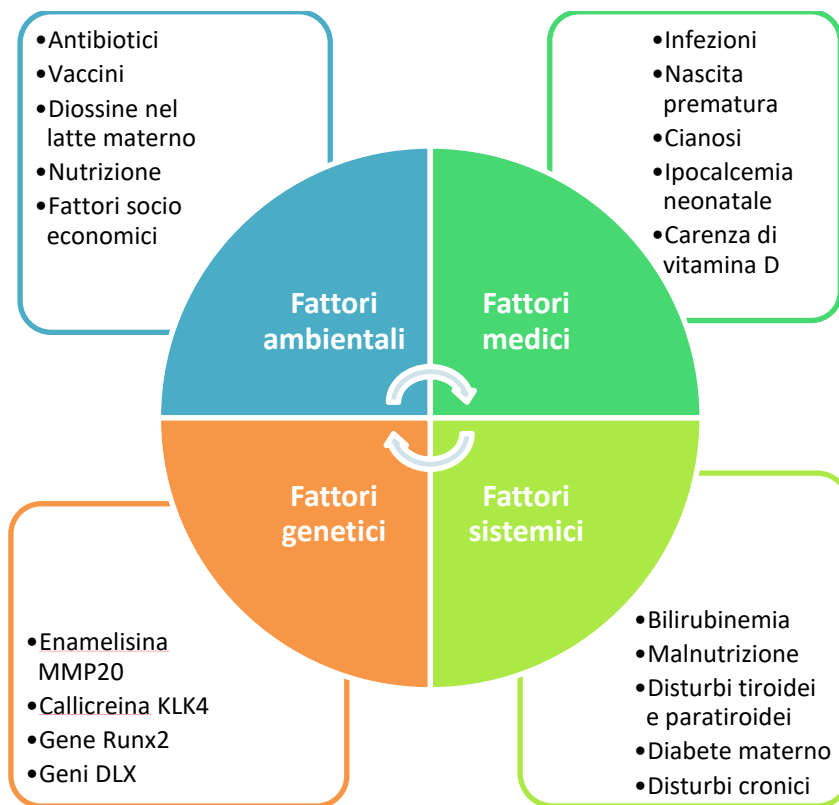 •Antibiotici
•Vaccini
•Diossine nel
latte materno
•Nutrizione
•Fattori socio
economici
•Infezioni
•Nascita
prematura
•Cianosi
•Ipocalcemia
neonatale
•Carenza di
vitamina D
Fattori
ambientali
Fattori
medici
Fattori
genetici
Fattori
sistemici
•Enamelisina
MMP20
•Callicreina KLK4
•Gene Runx2
•Geni DLX
•Bilirubinemia
•Malnutrizione
•Disturbi tiroidei
e paratiroidei
•Diabete materno
•Disturbi cronici